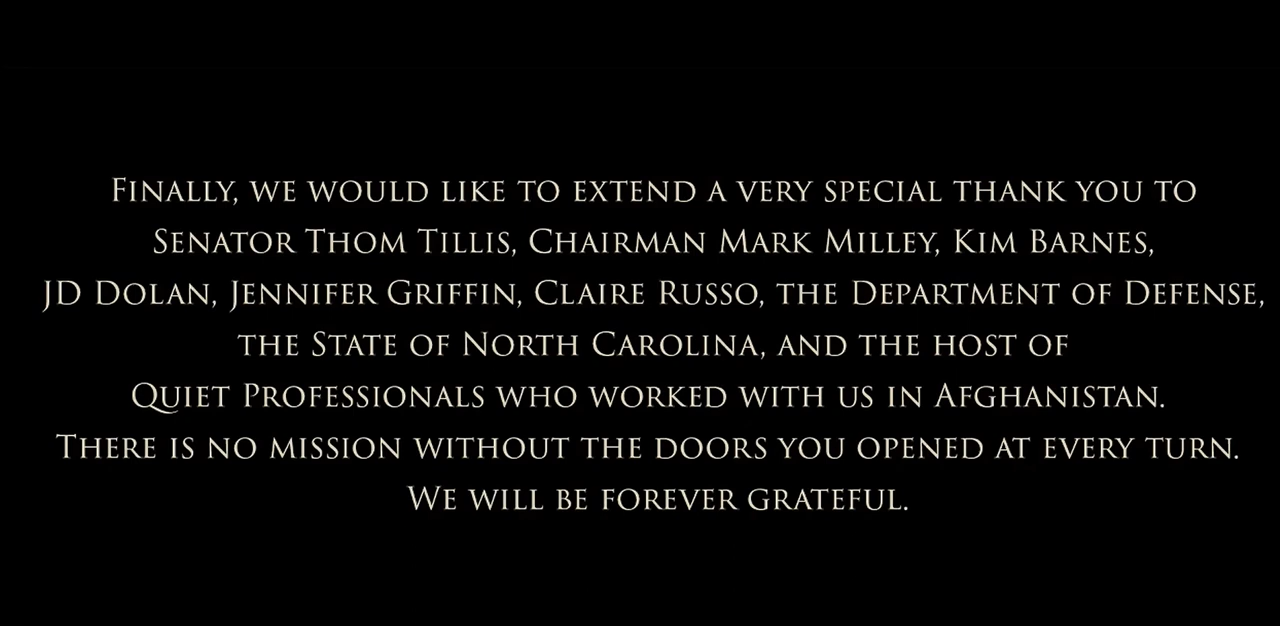 Finally, we would like to extend a very special thank you to
Senator Thom Tillis, Chairman Mark Milley, Kim Barnes,
JD Dolan, Jennifer Griffin, Claire Russo, the Department of Defense,
the State of North Carolina, and the host of
Quiet Professionals who worked with us in Afghanistan.
There is no mission without the doors you opened at every turn.
We will be forever grateful.